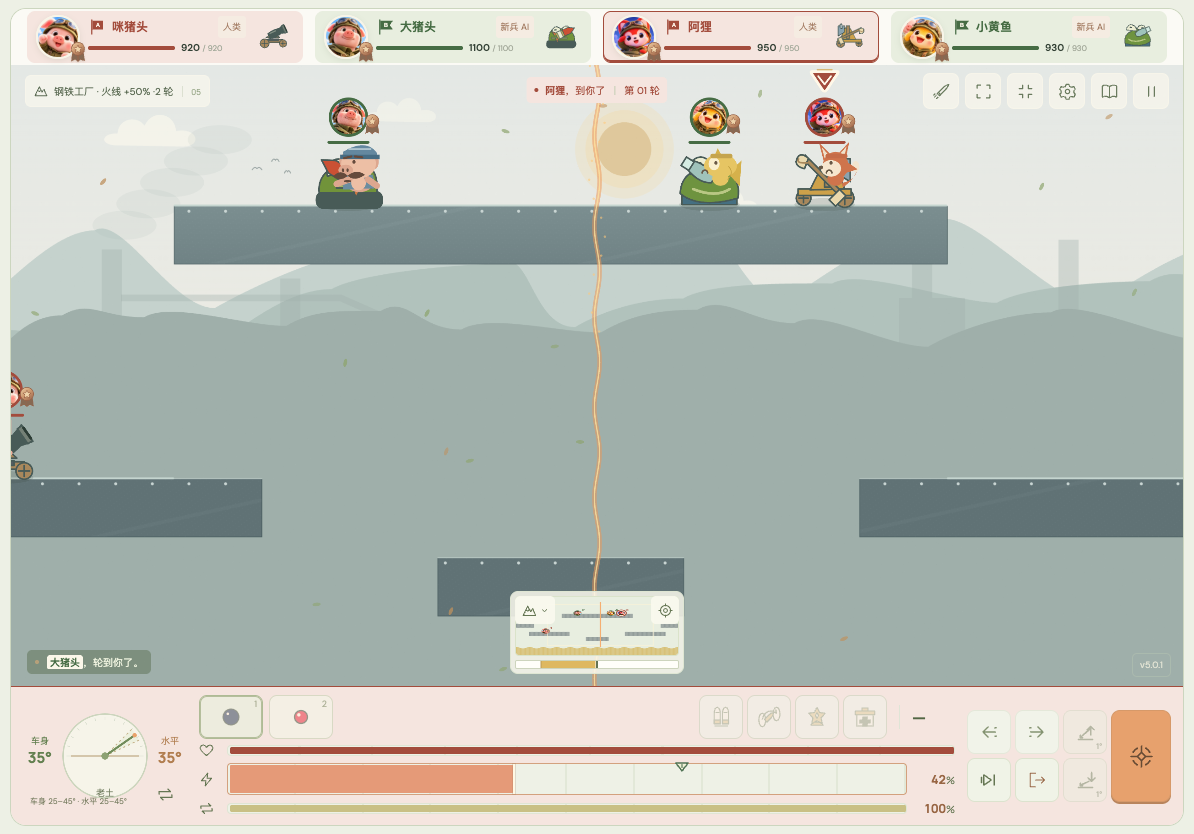 A 咪猪头 人类
920 / 920
B 大猪头 新兵 AI
1100 / 1100
A 阿狸 人类
950 / 950
B 小黄鱼 新兵 AI
930 / 930
钢铁工厂 · 火线 +50% ·2 轮 05
阿狸，到你了 第 01 轮
大猪头，轮到你了。
v5.0.1
车身
35°
水平
35°
老土
车身 25–45° · 水平 25–45°
1
2
42%
100%
1°
1°